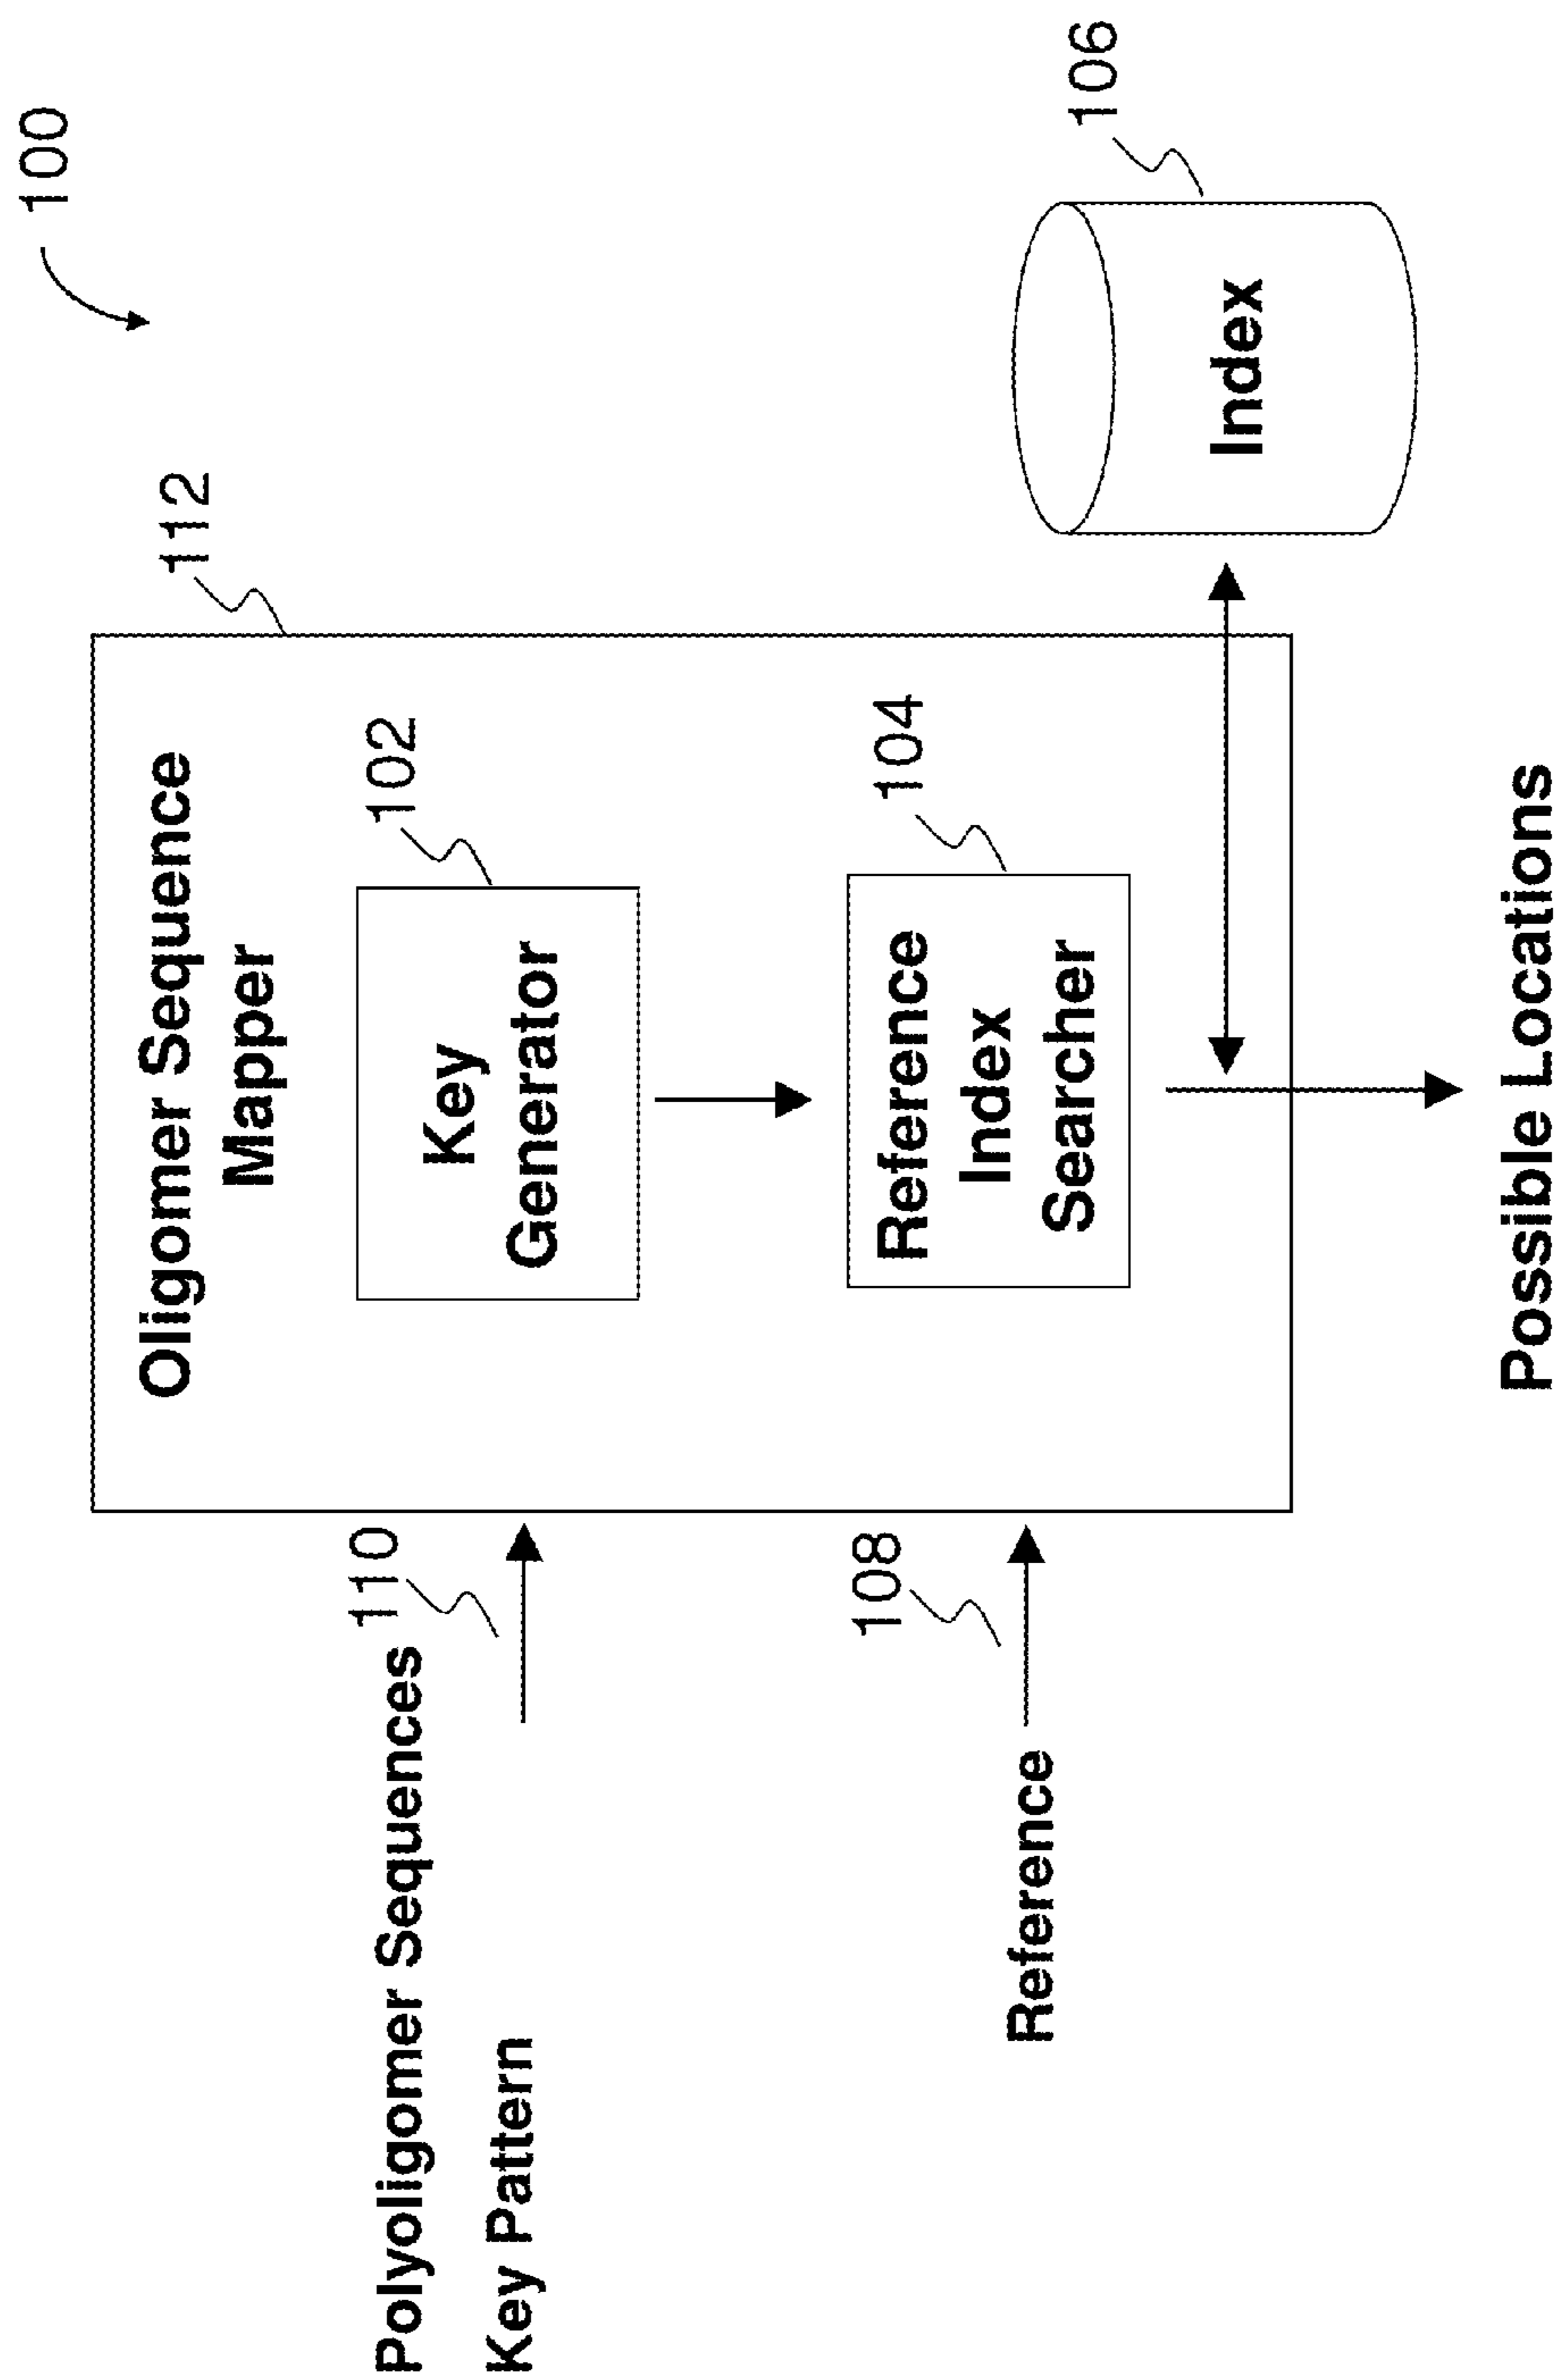 100
112
Oligomer Sequence
Mapper
106
102
Key
Generator
110
Polyoligomer Sequences
Key Pattern
104
Reference
Index
Searcher
Index
108
Reference
Possible Locations